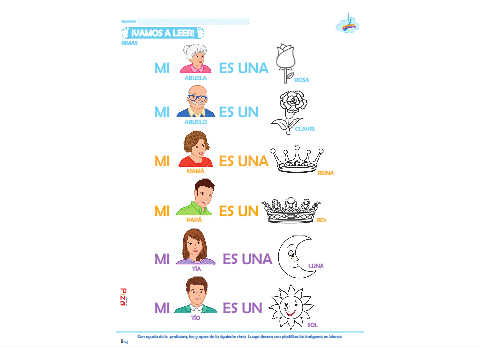 ¡VAMOS A LEER!
MI ES UNA
ABUELA
ROSA
MI ES UN
ABUELO
CLAVEL
MI ES UNA
MAMÁ
REINA
MI ES UN
PAPÁ
REY
MI ES UNA
TÍA
LUNA
MI ES UN
TÍO
SOL